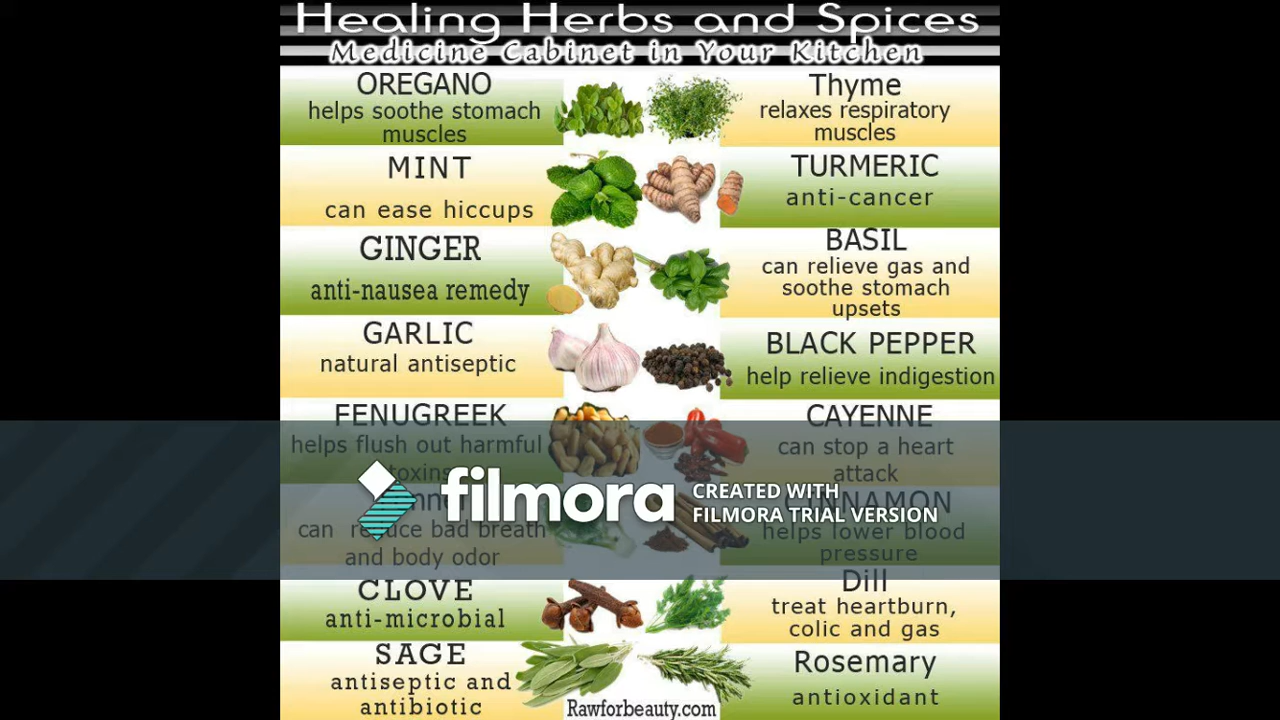 Healing Herbs and Spices
Medicine Cabinet in Your Kitchen
OREGANO
helps soothe stomach
muscles
Thyme
relaxes respiratory
muscles
MINT
can ease hiccups
TURMERIC
anti-cancer
GINGER
anti-nausea remedy
BASIL
can relieve gas and
soothe stomach
upsets
GARLIC
natural antiseptic
BLACK PEPPER
help relieve indigestion
FENUGREEK
helps flush out harmful
toxins
CAYENNE
can stop a heart
attack
can reduce bad breath
and body odor
CINNAMON
helps lower blood
pressure
filmora
CREATED WITH
FILMORA TRIAL VERSION
CLOVE
anti-microbial
Dill
treat heartburn,
colic and gas
SAGE
antiseptic and
antibiotic
Rosemary
antioxidant
Rawforbeauty.com